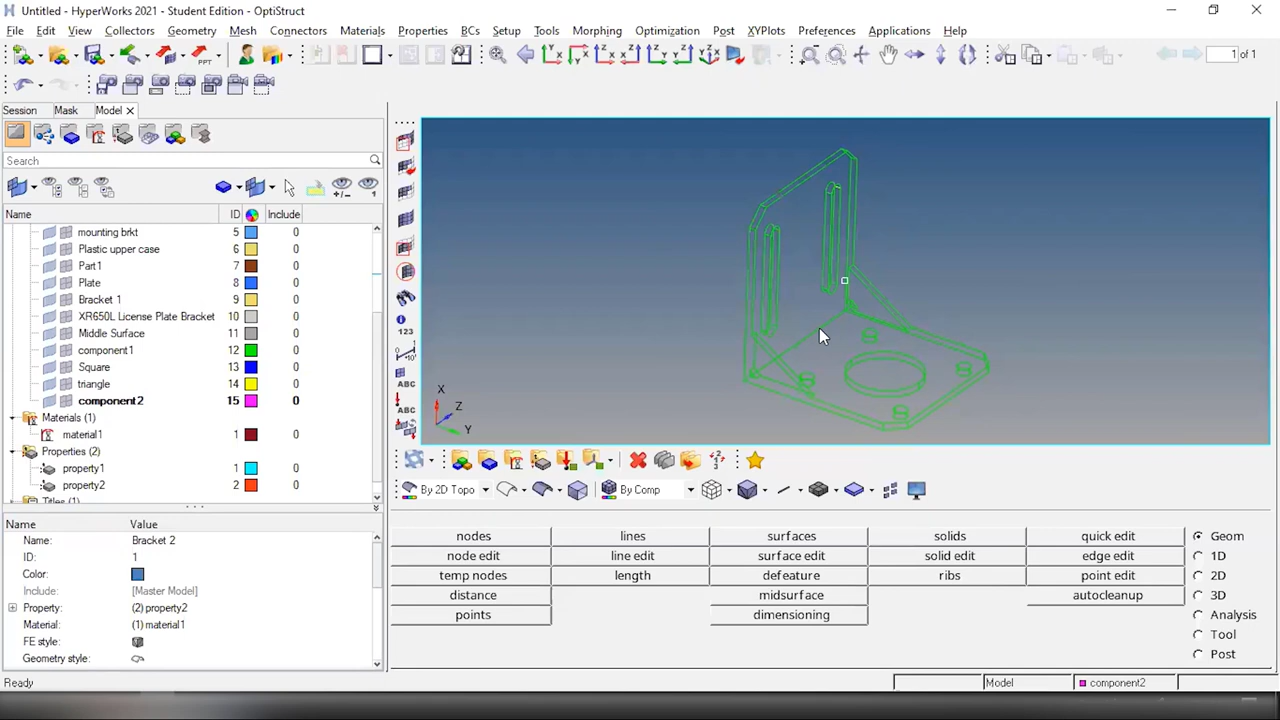 Untitled - HyperWorks 2021 - Student Edition - OptiStruct
File Edit View Collectors Geometry Mesh Connectors Materials Properties BCs Setup Tools Morphing Optimization Post XYPlots Preferences Applications Help
PPT
1 of 1
Session Mask Model
Search
Name ID Include
mounting brkt 5 0
Plastic upper case 6 0
Part1 7 0
Plate 8 0
Bracket 1 9 0
XR650L License Plate Bracket 10 0
Middle Surface 11 0
component1 12 0
Square 13 0
triangle 14 0
component2 15 0
Materials (1)
material1 1 0
Properties (2)
property1 1 0
property2 2 0
Titles (1) 0
Name Value
Name: Bracket 2
ID: 1
Color:
Include: [Master Model]
Property: (2) property2
Material: (1) material1
FE style:
Geometry style:
123
ABC
ABC
X
Z
Y
By 2D Topo By Comp
nodes lines surfaces solids quick edit Geom
node edit line edit surface edit solid edit edge edit 1D
temp nodes length defeature ribs point edit 2D
distance midsurface autocleanup 3D
points dimensioning Analysis
Tool
Post
Ready Model component2